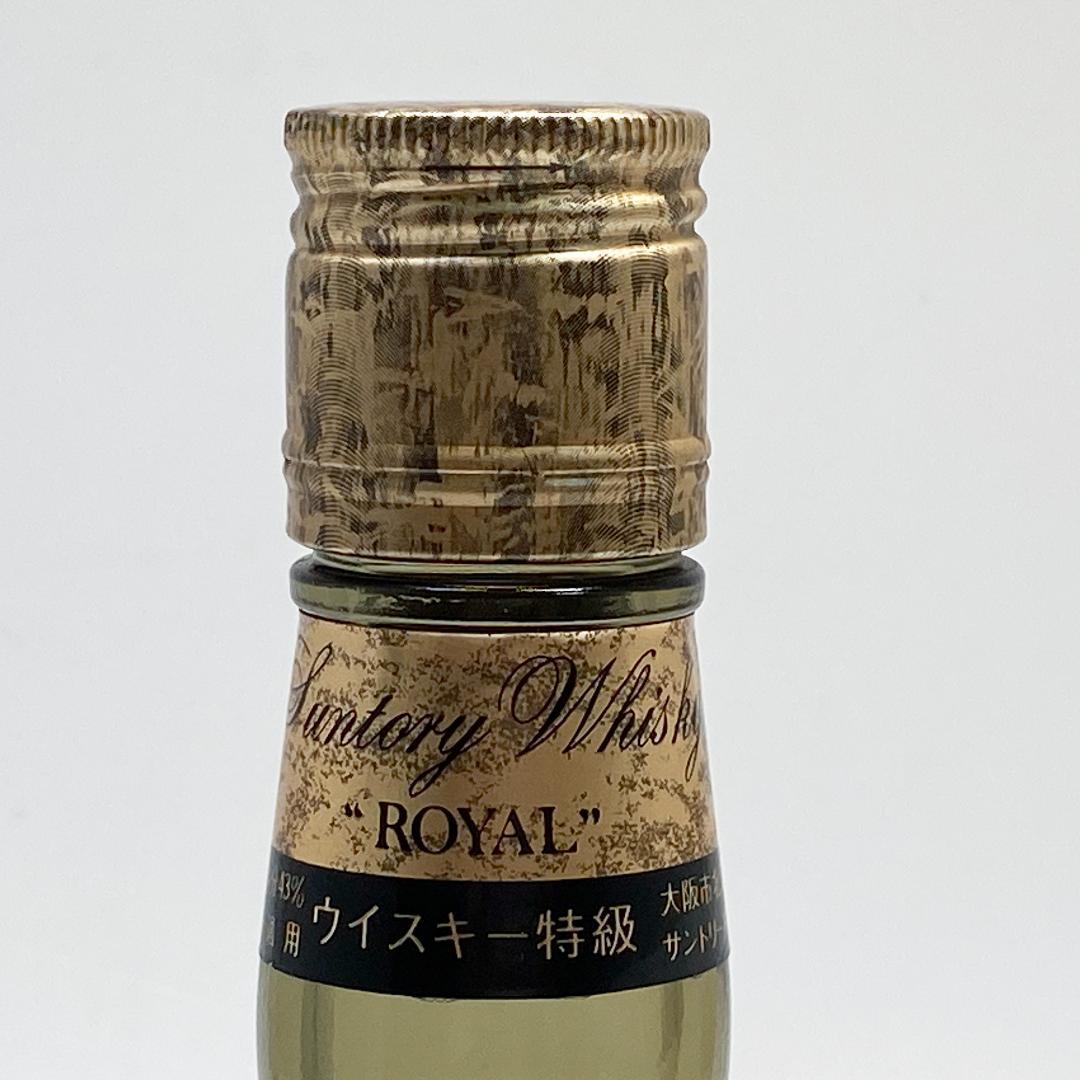 Suntory Whisky
“ROYAL”
43%
用
ウイスキー特級
大阪市
サントリー